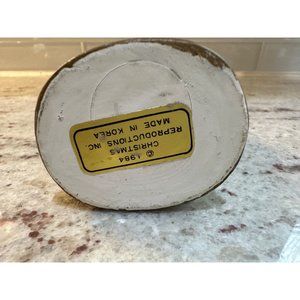 © 1984
CHRISTMAS
REPRODUCTIONS INC.
MADE IN KOREA